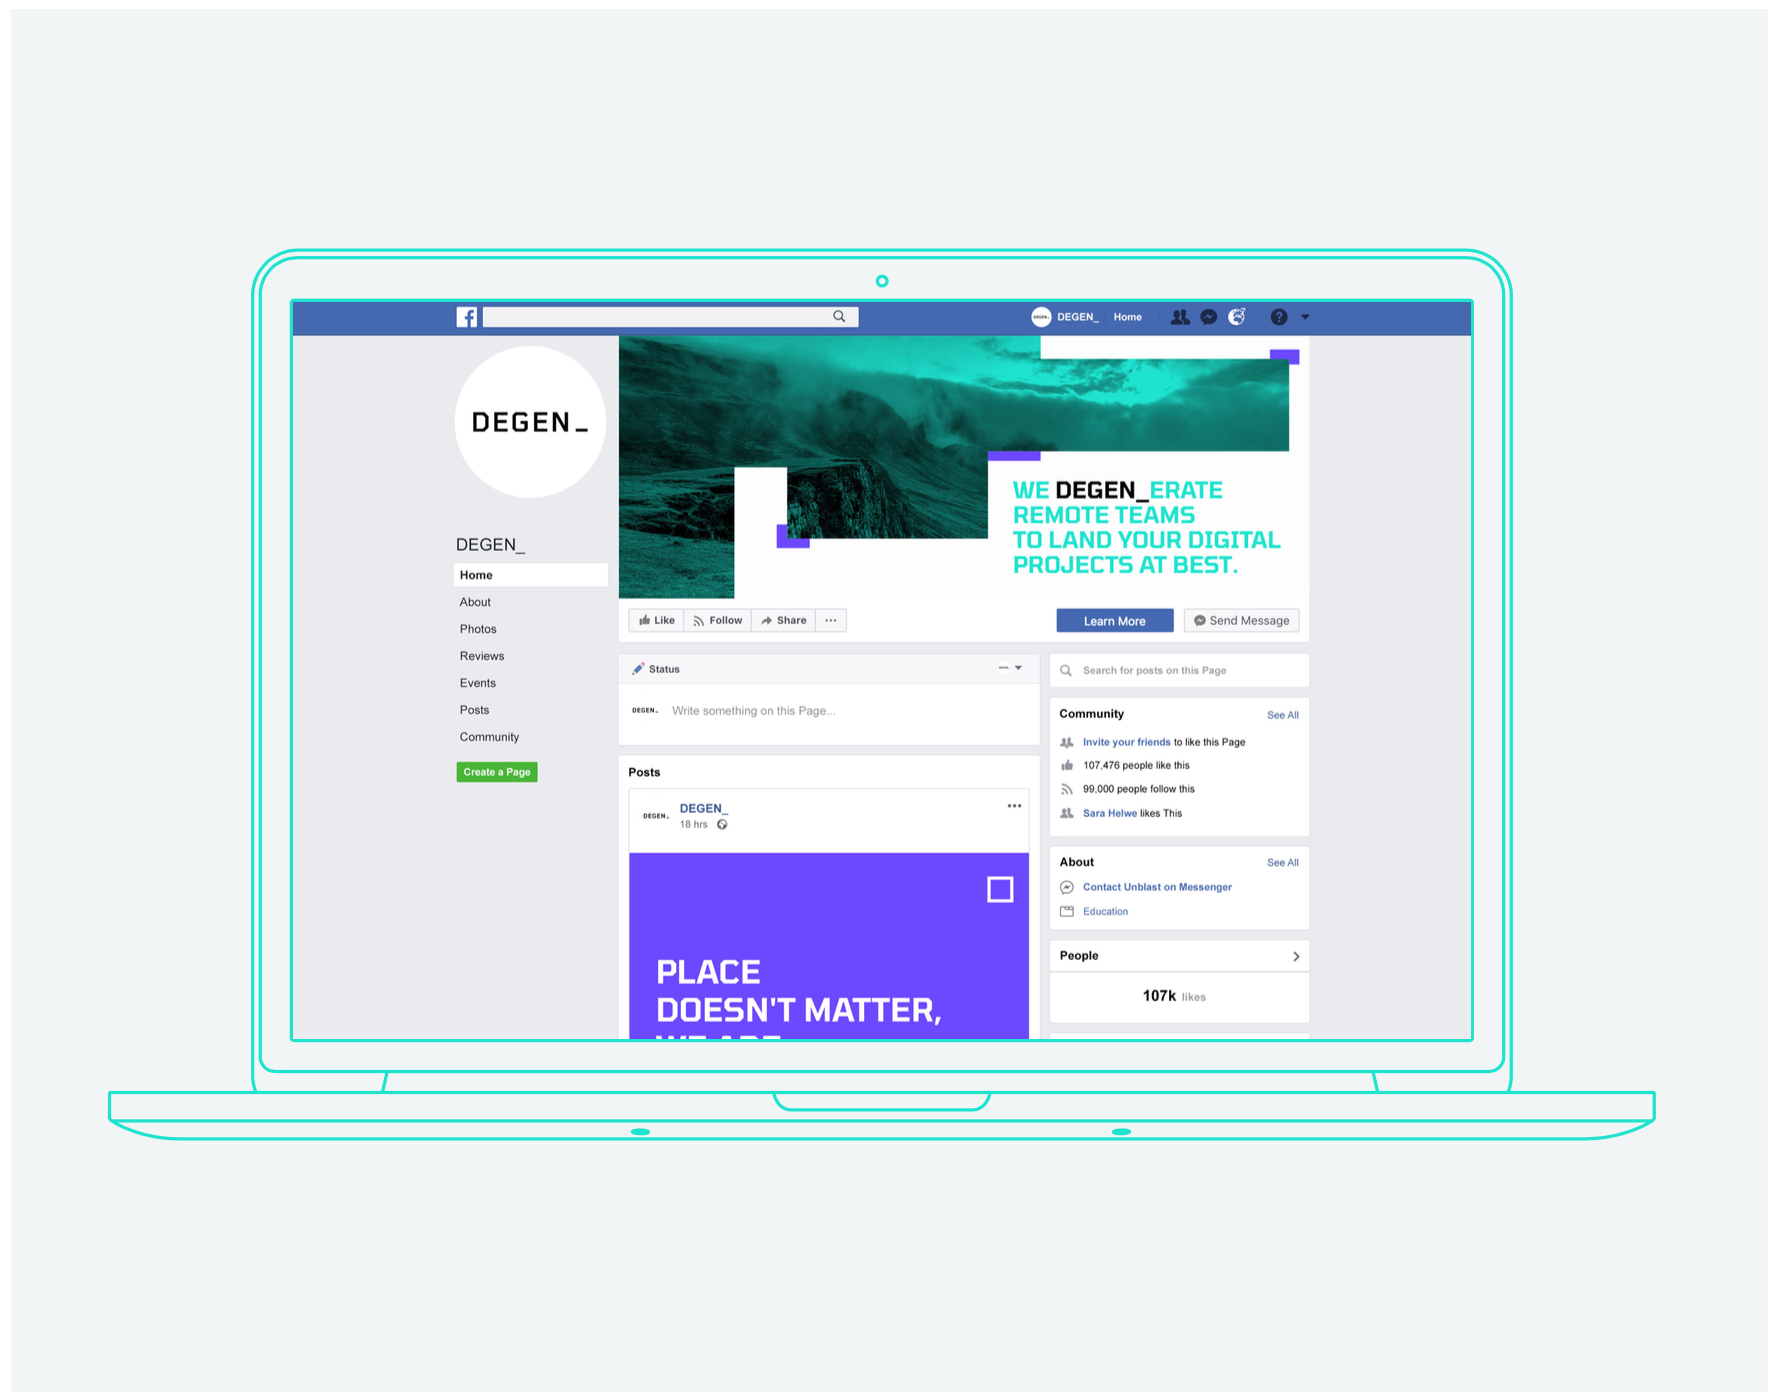 DEGEN_ Home
DEGEN_
WE DEGEN_ERATE
REMOTE TEAMS
TO LAND YOUR DIGITAL
PROJECTS AT BEST.
DEGEN_
Home
About
Photos
Reviews
Events
Posts
Community
Create a Page
Like Follow Share
Learn More Send Message
Status
DEGEN_ Write something on this Page...
Posts
DEGEN_ DEGEN_
18 hrs
PLACE
DOESN'T MATTER,
WE ARE
Search for posts on this Page
Community See All
Invite your friends to like this Page
107,476 people like this
99,000 people follow this
Sara Helwe likes This
About See All
Contact Unblast on Messenger
Education
People
107k likes